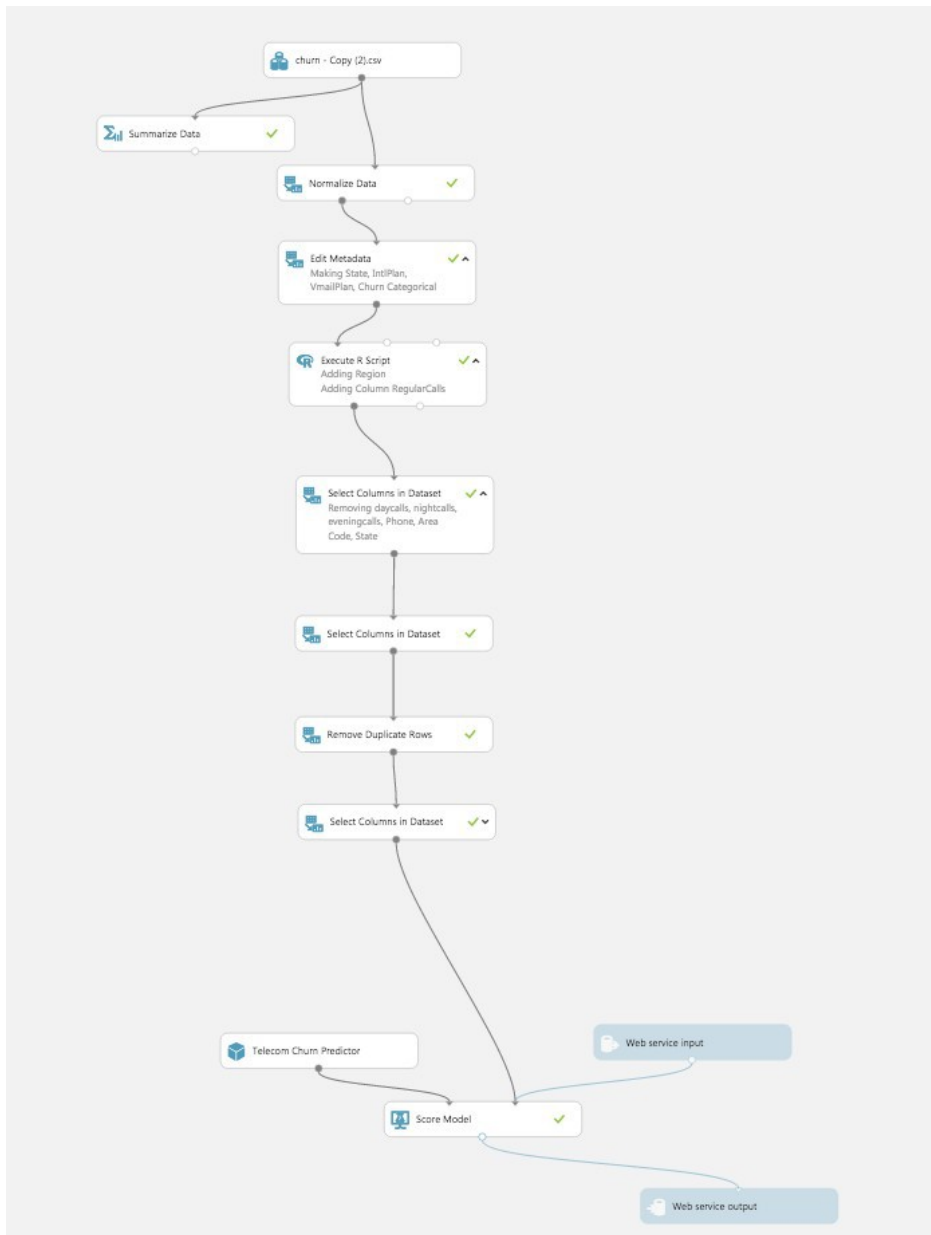 churn - Copy (2).csv
Summarize Data
Normalize Data
Edit Metadata
Making State, IntlPlan,
VmailPlan, Churn Categorical
Execute R Script
Adding Region
Adding Column RegularCalls
Select Columns in Dataset
Removing daycalls, nightcalls,
eveningcalls, Phone, Area
Code, State
Select Columns in Dataset
Remove Duplicate Rows
Select Columns in Dataset
Web service input
Telecom Churn Predictor
Score Model
Web service output